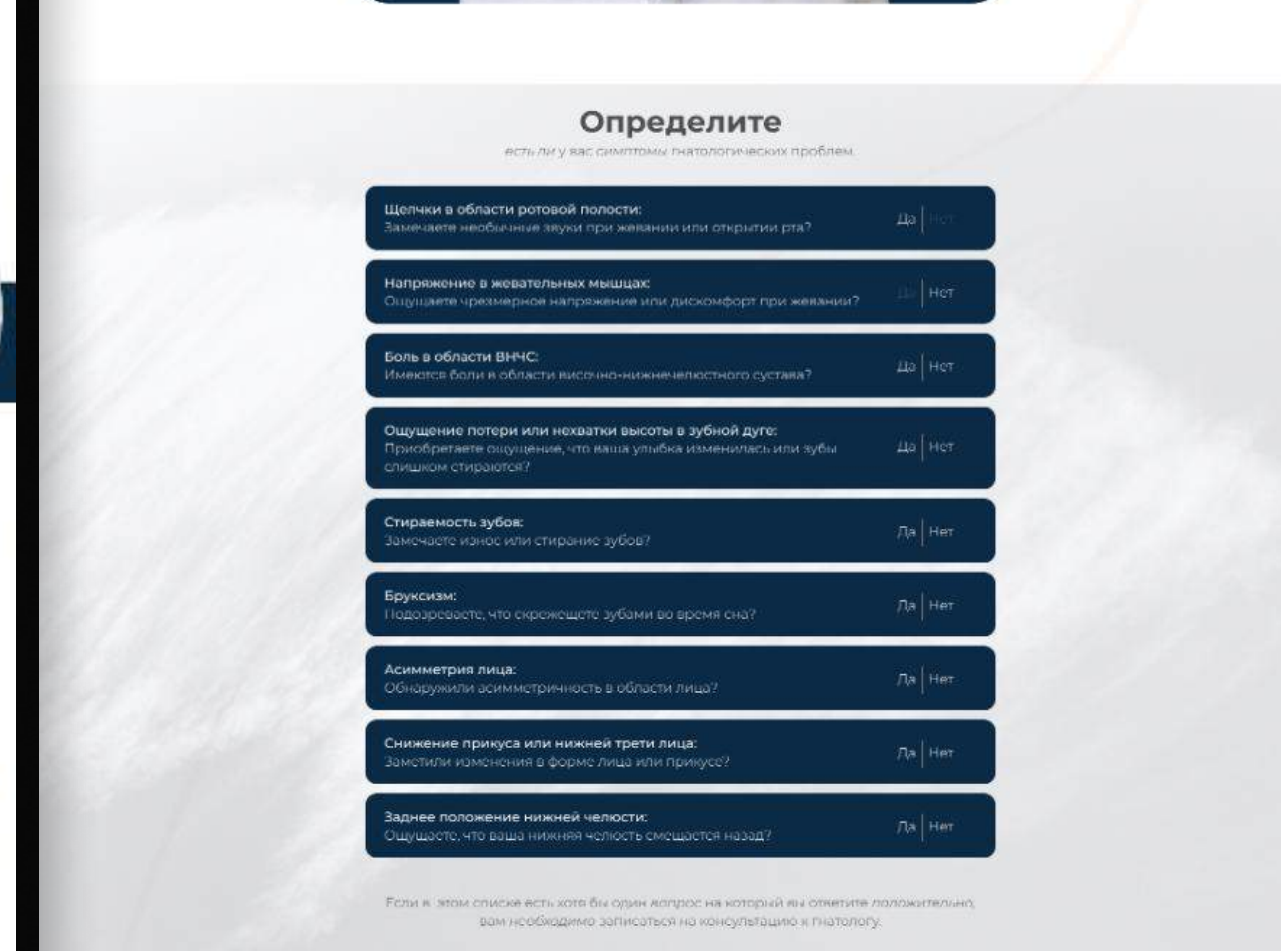 Определите
есть ли у вас симптомы гнатологических проблем.
Щелчки в области ротовой полости:
Замечаете необычные звуки при жевании или открытии рта?
Да | Нет
Напряжение в жевательных мышцах:
Ощущаете чрезмерное напряжение или дискомфорт при жевании?
Да | Нет
Боль в области ВНЧС:
Имеются боли в области височно-нижнечелюстного сустава?
Да | Нет
Ощущение потери или нехватки высоты в зубной дуге:
Приобретаете ощущение, что ваша улыбка изменилась или зубы
слишком стираются?
Да | Нет
Стираемость зубов:
Замечаете износ или стирание зубов?
Да | Нет
Бруксизм:
Подозреваете, что скрежещете зубами во время сна?
Да | Нет
Асимметрия лица:
Обнаружили асимметричность в области лица?
Да | Нет
Снижение прикуса или нижней трети лица:
Заметили изменения в форме лица или прикусе?
Да | Нет
Заднее положение нижней челюсти:
Ощущаете, что ваша нижняя челюсть смещается назад?
Да | Нет
Если в этом списке есть хотя бы один вопрос на который вы ответите положительно,
вам необходимо записаться на консультацию к гнатологу.